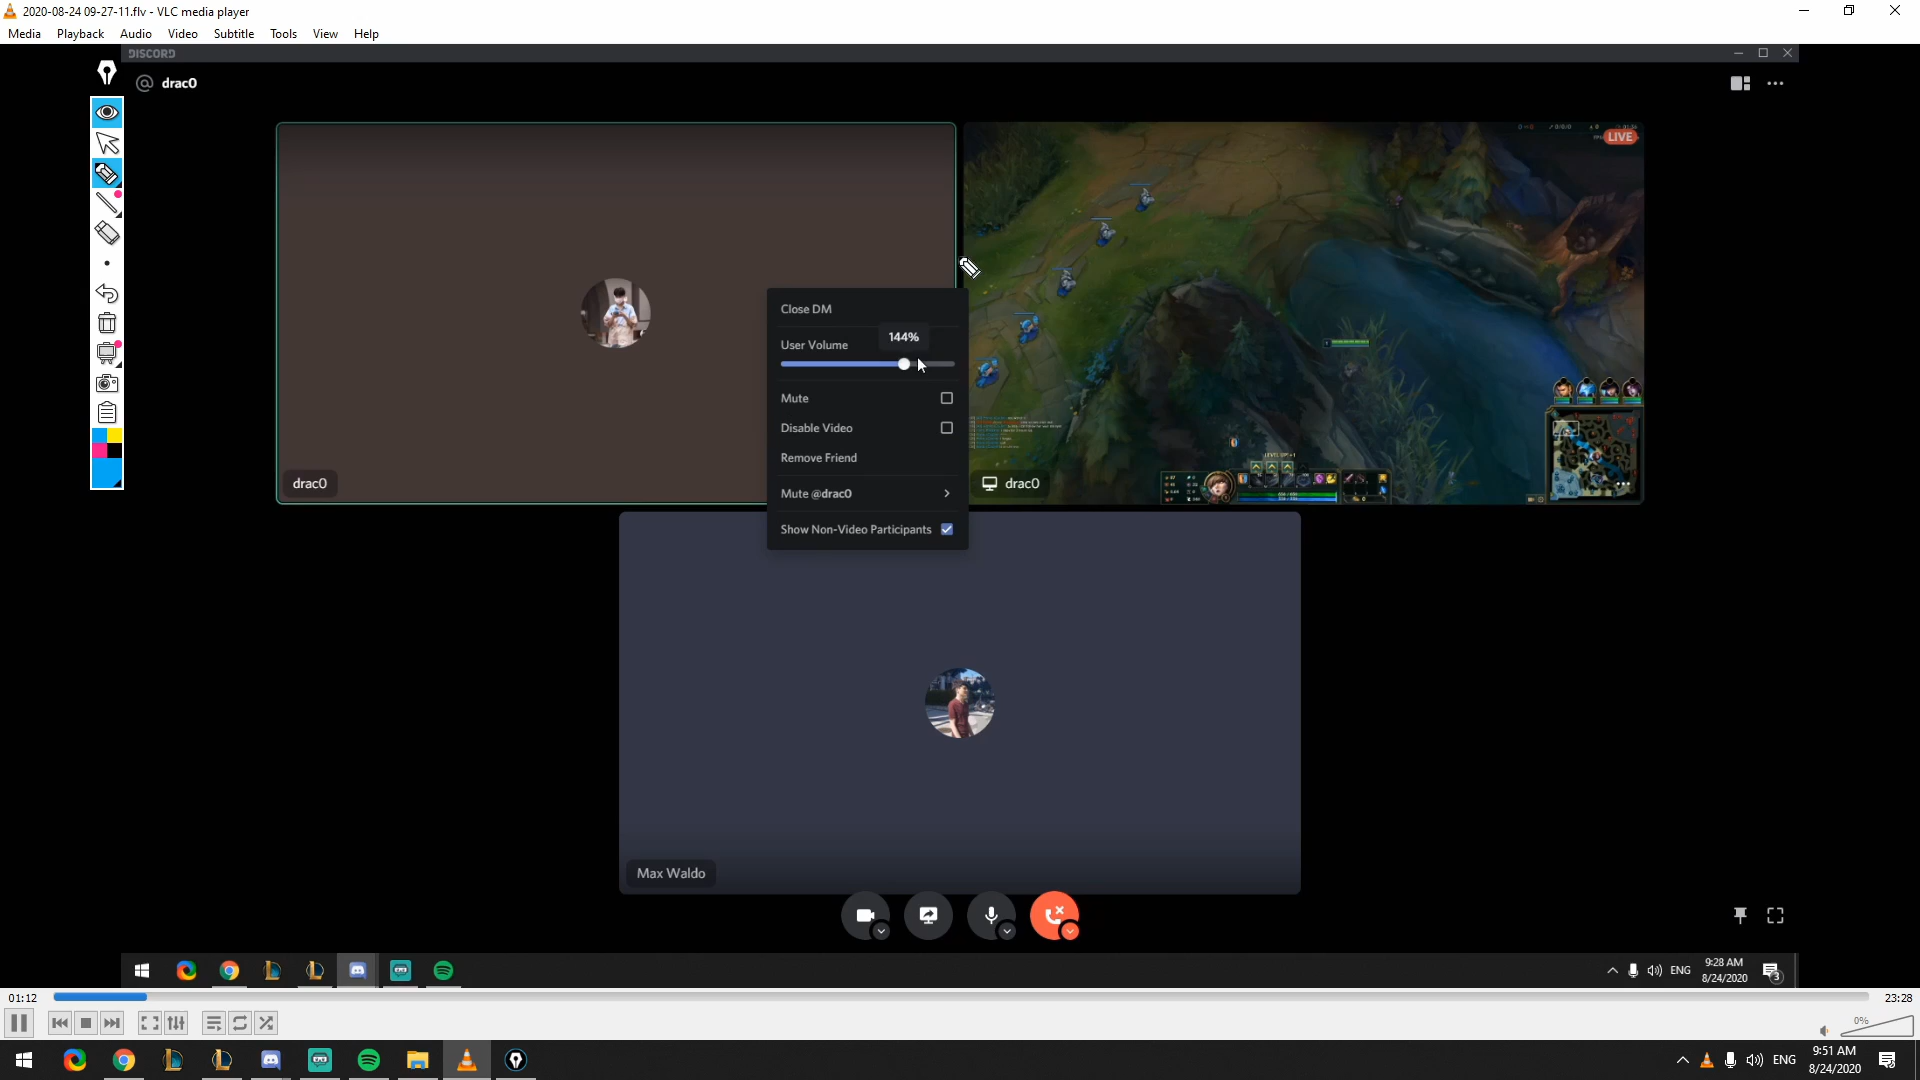 2020-08-24 09-27-11.flv - VLC media player
Media Playback Audio Video Subtitle Tools View Help
DISCORD
@ drac0
LIVE
Close DM
144%
User Volume
Mute
Disable Video
Remove Friend
drac0
drac0
Mute @drac0
Show Non-Video Participants
Max Waldo
ENG
9:28 AM
8/24/2020
3
01:12
23:28
0%
ENG
9:51 AM
8/24/2020